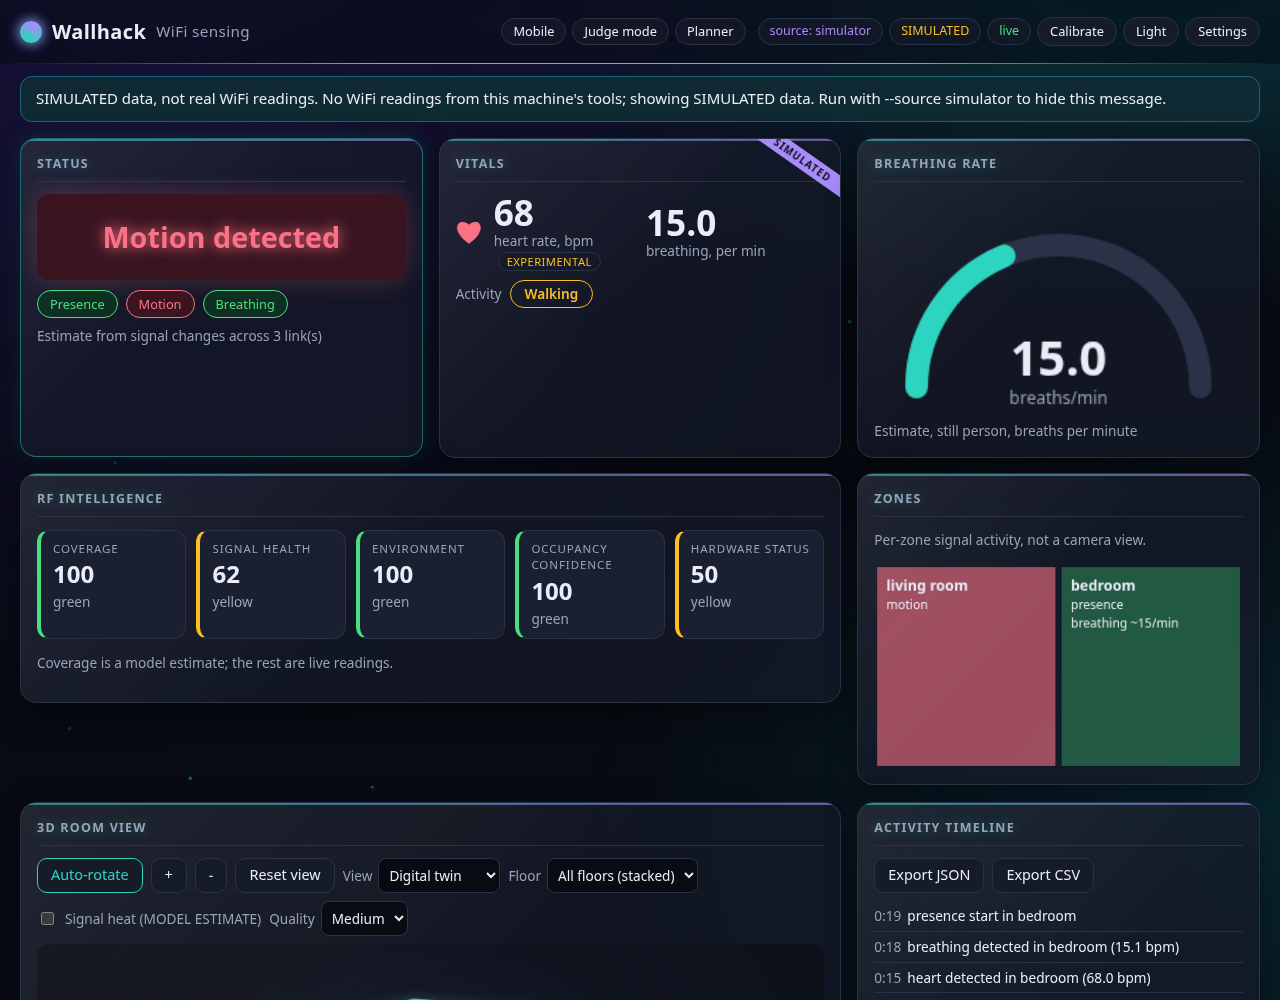 Wallhack WiFi sensing
Mobile
Judge mode
Planner
source: simulator
SIMULATED
live
Calibrate
Light
Settings
SIMULATED data, not real WiFi readings. No WiFi readings from this machine's tools; showing SIMULATED data. Run with --source simulator to hide this message.
STATUS
Motion detected
Presence
Motion
Breathing
Estimate from signal changes across 3 link(s)
VITALS
SIMULATED
68
heart rate, bpm
EXPERIMENTAL
15.0
breathing, per min
Activity Walking
BREATHING RATE
15.0
breaths/min
Estimate, still person, breaths per minute
RF INTELLIGENCE
COVERAGE
100
green
SIGNAL HEALTH
62
yellow
ENVIRONMENT
100
green
OCCUPANCY
CONFIDENCE
100
green
HARDWARE STATUS
50
yellow
Coverage is a model estimate; the rest are live readings.
ZONES
Per-zone signal activity, not a camera view.
living room
motion
bedroom
presence
breathing ~15/min
3D ROOM VIEW
Auto-rotate
+
-
Reset view
View Digital twin
Floor All floors (stacked)
Signal heat (MODEL ESTIMATE) Quality Medium
ACTIVITY TIMELINE
Export JSON
Export CSV
0:19 presence start in bedroom
0:18 breathing detected in bedroom (15.1 bpm)
0:15 heart detected in bedroom (68.0 bpm)